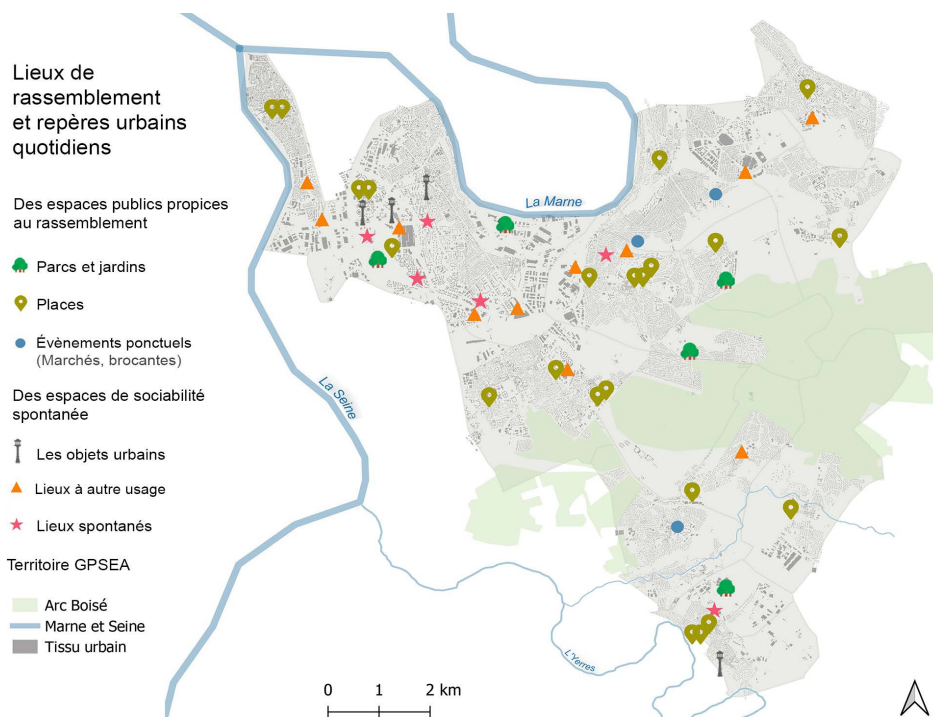 Lieux de
rassemblement
et repères urbains
quotidiens
Des espaces publics propices
au rassemblement
Parcs et jardins
Places
Évènements ponctuels
(Marchés, brocantes)
Des espaces de sociabilité
spontanée
Les objets urbains
Lieux à autre usage
Lieux spontanés
Territoire GPSEA
Arc Boisé
Marne et Seine
Tissu urbain
La Marne
La Seine
L'Yerres
0 1 2 km